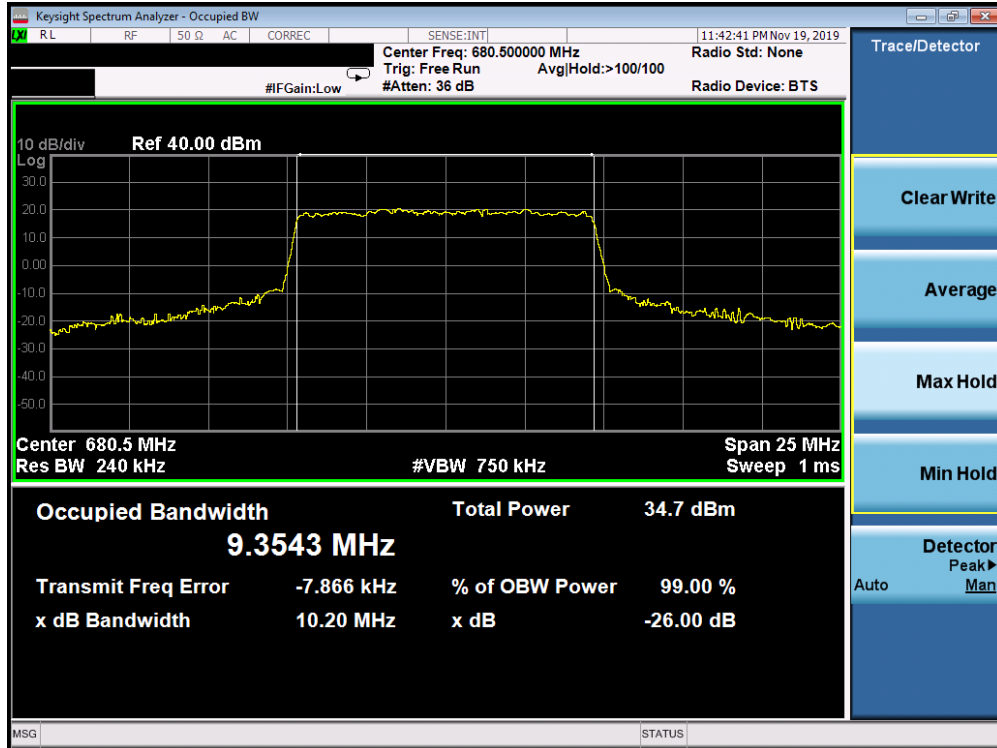 Keysight Spectrum Analyzer - Occupied BW
LXI RL RF 50 Ω AC CORREC SENSE:INT 11:42:41 PM Nov 19, 2019
Center Freq: 680.500000 MHz Radio Std: None
Trig: Free Run Avg|Hold:>100/100
#IFGain:Low #Atten: 36 dB Radio Device: BTS
10 dB/div Ref 40.00 dBm
Log
30.0
20.0
10.0
0.00
-10.0
-20.0
-30.0
-40.0
-50.0
Center 680.5 MHz Span 25 MHz
Res BW 240 kHz #VBW 750 kHz Sweep 1 ms
Occupied Bandwidth Total Power 34.7 dBm
9.3543 MHz
Transmit Freq Error -7.866 kHz % of OBW Power 99.00 %
x dB Bandwidth 10.20 MHz x dB -26.00 dB
MSG STATUS
Trace/Detector
Clear Write
Average
Max Hold
Min Hold
Detector
Peak▶
Auto Man